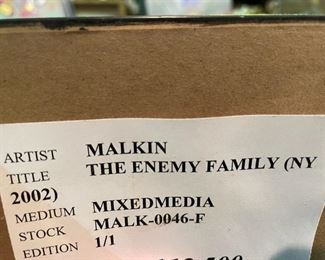 ARTIST MALKIN
TITLE THE ENEMY FAMILY (NY
2002)
MEDIUM MIXEDMEDIA
STOCK MALK-0046-F
EDITION 1/1